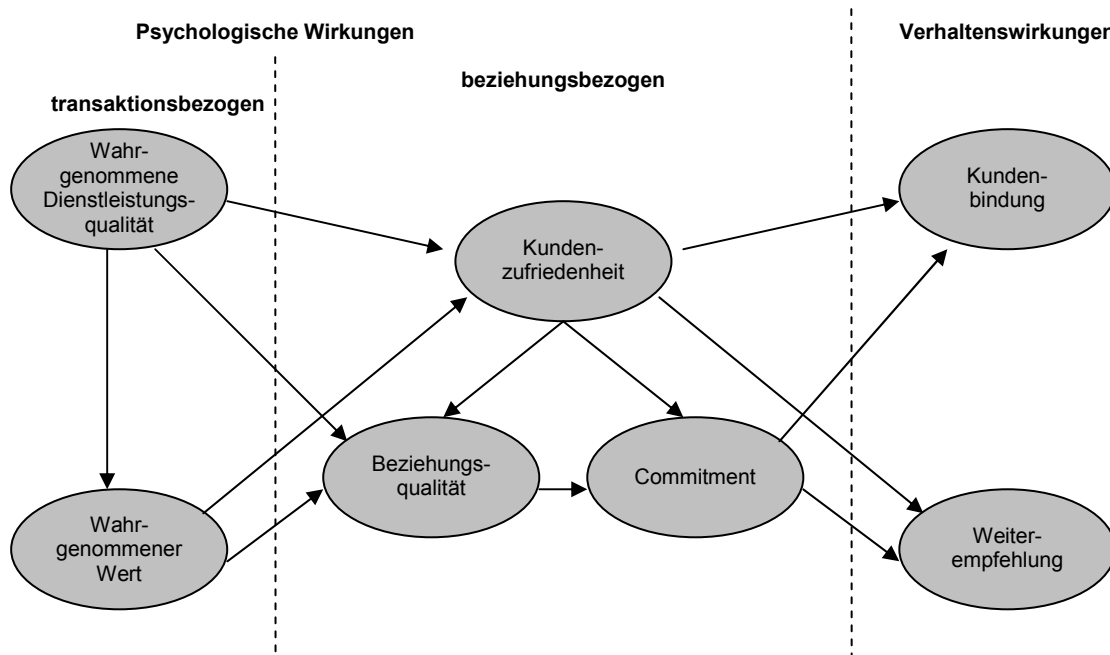 Psychologische Wirkungen
Verhaltenswirkungen
beziehungsbezogen
transaktionsbezogen
Wahr-
genommene
Dienstleistungs-
qualität
Kunden-
bindung
Kunden-
zufriedenheit
Beziehungs-
qualität
Commitment
Wahr-
genommener
Wert
Weiter-
empfehlung